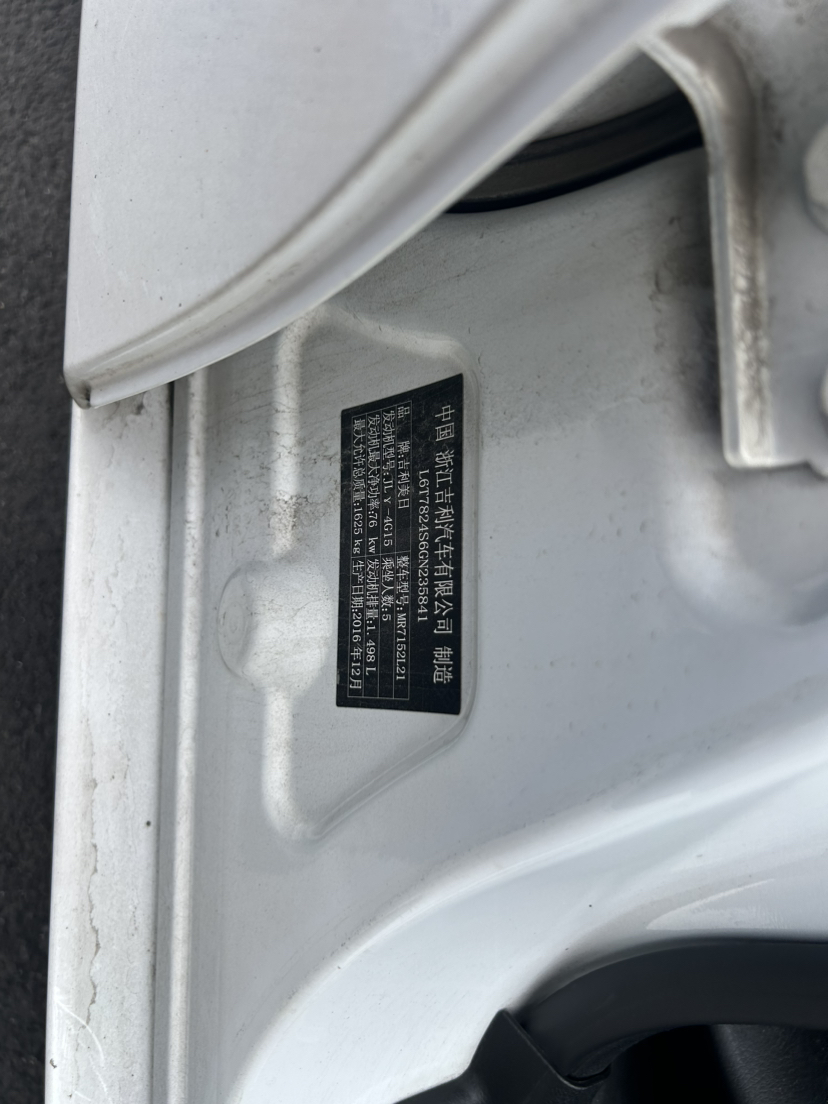 中国 浙江吉利汽车有限公司 制造
L6T7824S6GN235841
品 牌:吉利美日 整车型号:MR7152L21
发动机型号:JLγ-4G15 乘坐人数:5
发动机最大净功率:76 kw 发动机排量:1.498L
最大允许总质量:1625 kg 生产日期:2016年12月